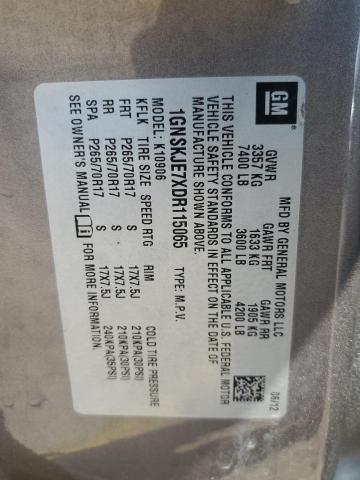 GM
MFD BY GENERAL MOTORS LLC 06/12
GVWR GAWR FRT GAWR RR
3357 KG 1633 KG 1905 KG
7400 LB 3600 LB 4200 LB
THIS VEHICLE CONFORMS TO ALL APPLICABLE U.S. FEDERAL MOTOR
VEHICLE SAFETY STANDARDS IN EFFECT ON THE DATE OF
MANUFACTURE SHOWN ABOVE.
1GNSKJE7XDR115065 TYPE: M.P.V.
MODEL: K10906
KFLK TIRE SIZE SPEED RTG RIM COLD TIRE PRESSURE
FRT P265/70R17 S 17X7.5J 210KPA(30PSI)
RR P265/70R17 S 17X7.5J 210KPA(30PSI)
SPA P265/70R17 S 17X7.5J 240KPA(35PSI)
SEE OWNER'S MANUAL